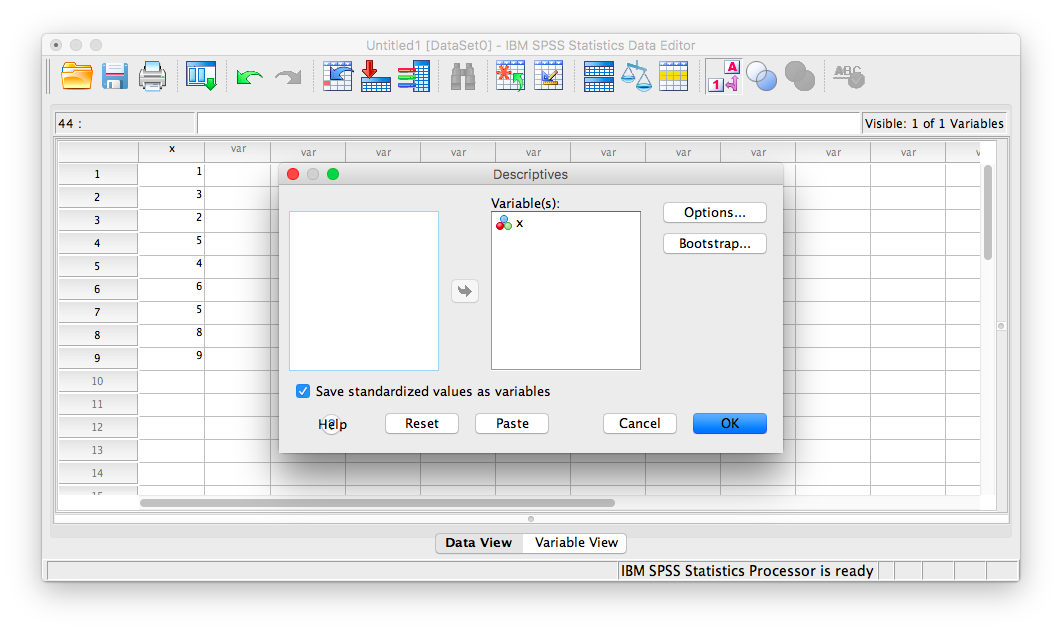 Untitled1 [DataSet0] - IBM SPSS Statistics Data Editor
A
1
ABC
44 :
Visible: 1 of 1 Variables
x var var var var var var var var var var
1 1
2 3
3 2
4 5
5 4
6 6
7 5
8 8
9 9
10
11
12
13
14
15
Descriptives
Variable(s):
x
Options...
Bootstrap...
Save standardized values as variables
Help Reset Paste Cancel OK
Data View Variable View
IBM SPSS Statistics Processor is ready